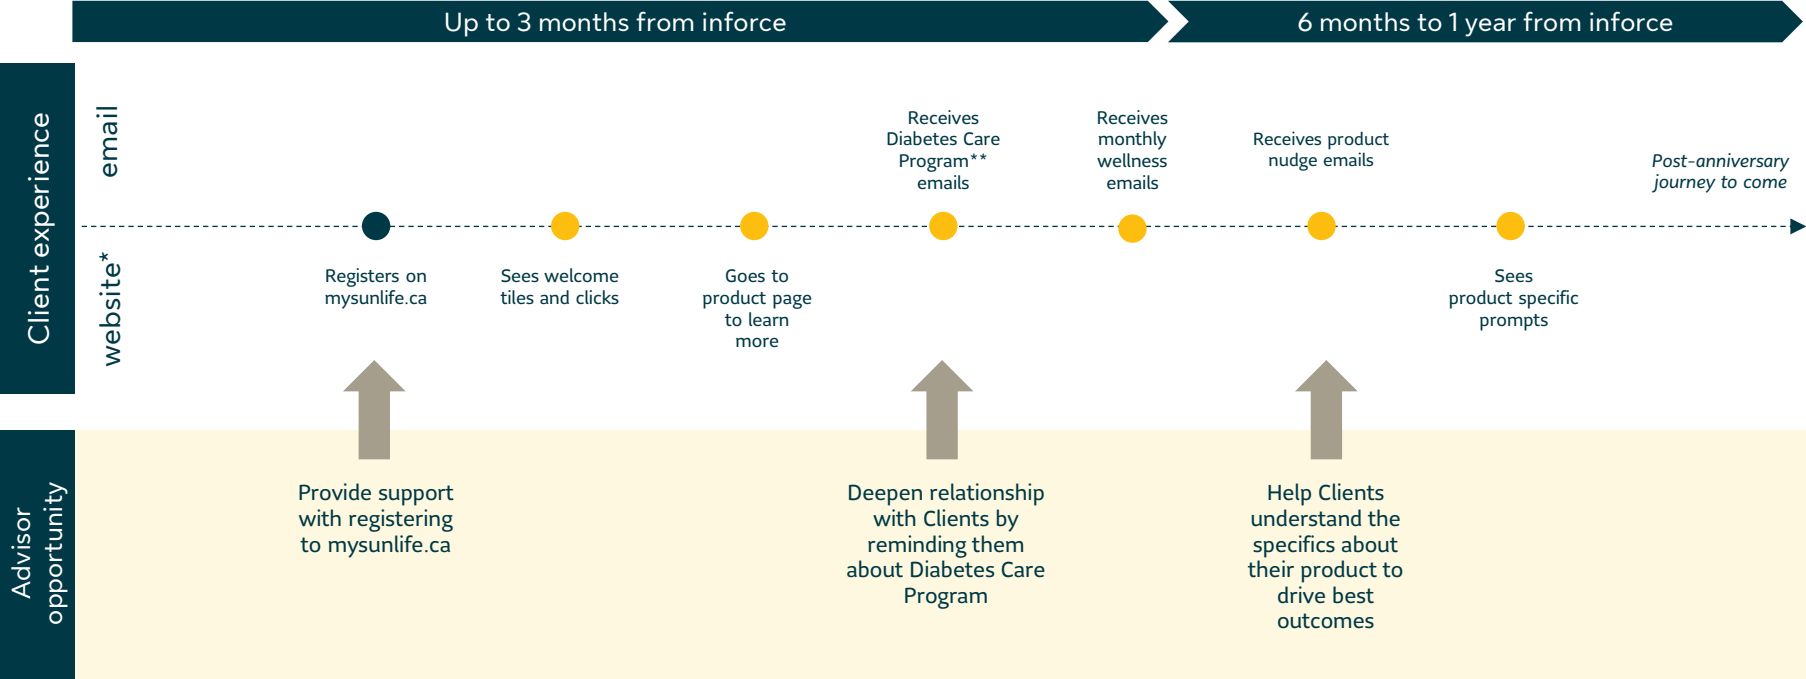 Up to 3 months from inforce
6 months to 1 year from inforce
Client experience
email
website*
Receives
Diabetes Care
Program**
emails
Receives
monthly
wellness
emails
Receives product
nudge emails
Post-anniversary
journey to come
Registers on
mysunlife.ca
Sees welcome
tiles and clicks
Goes to
product page
to learn
more
Sees
product specific
prompts
Advisor
opportunity
Provide support
with registering
to mysunlife.ca
Deepen relationship
with Clients by
reminding them
about Diabetes Care
Program
Help Clients
understand the
specifics about
their product to
drive best
outcomes